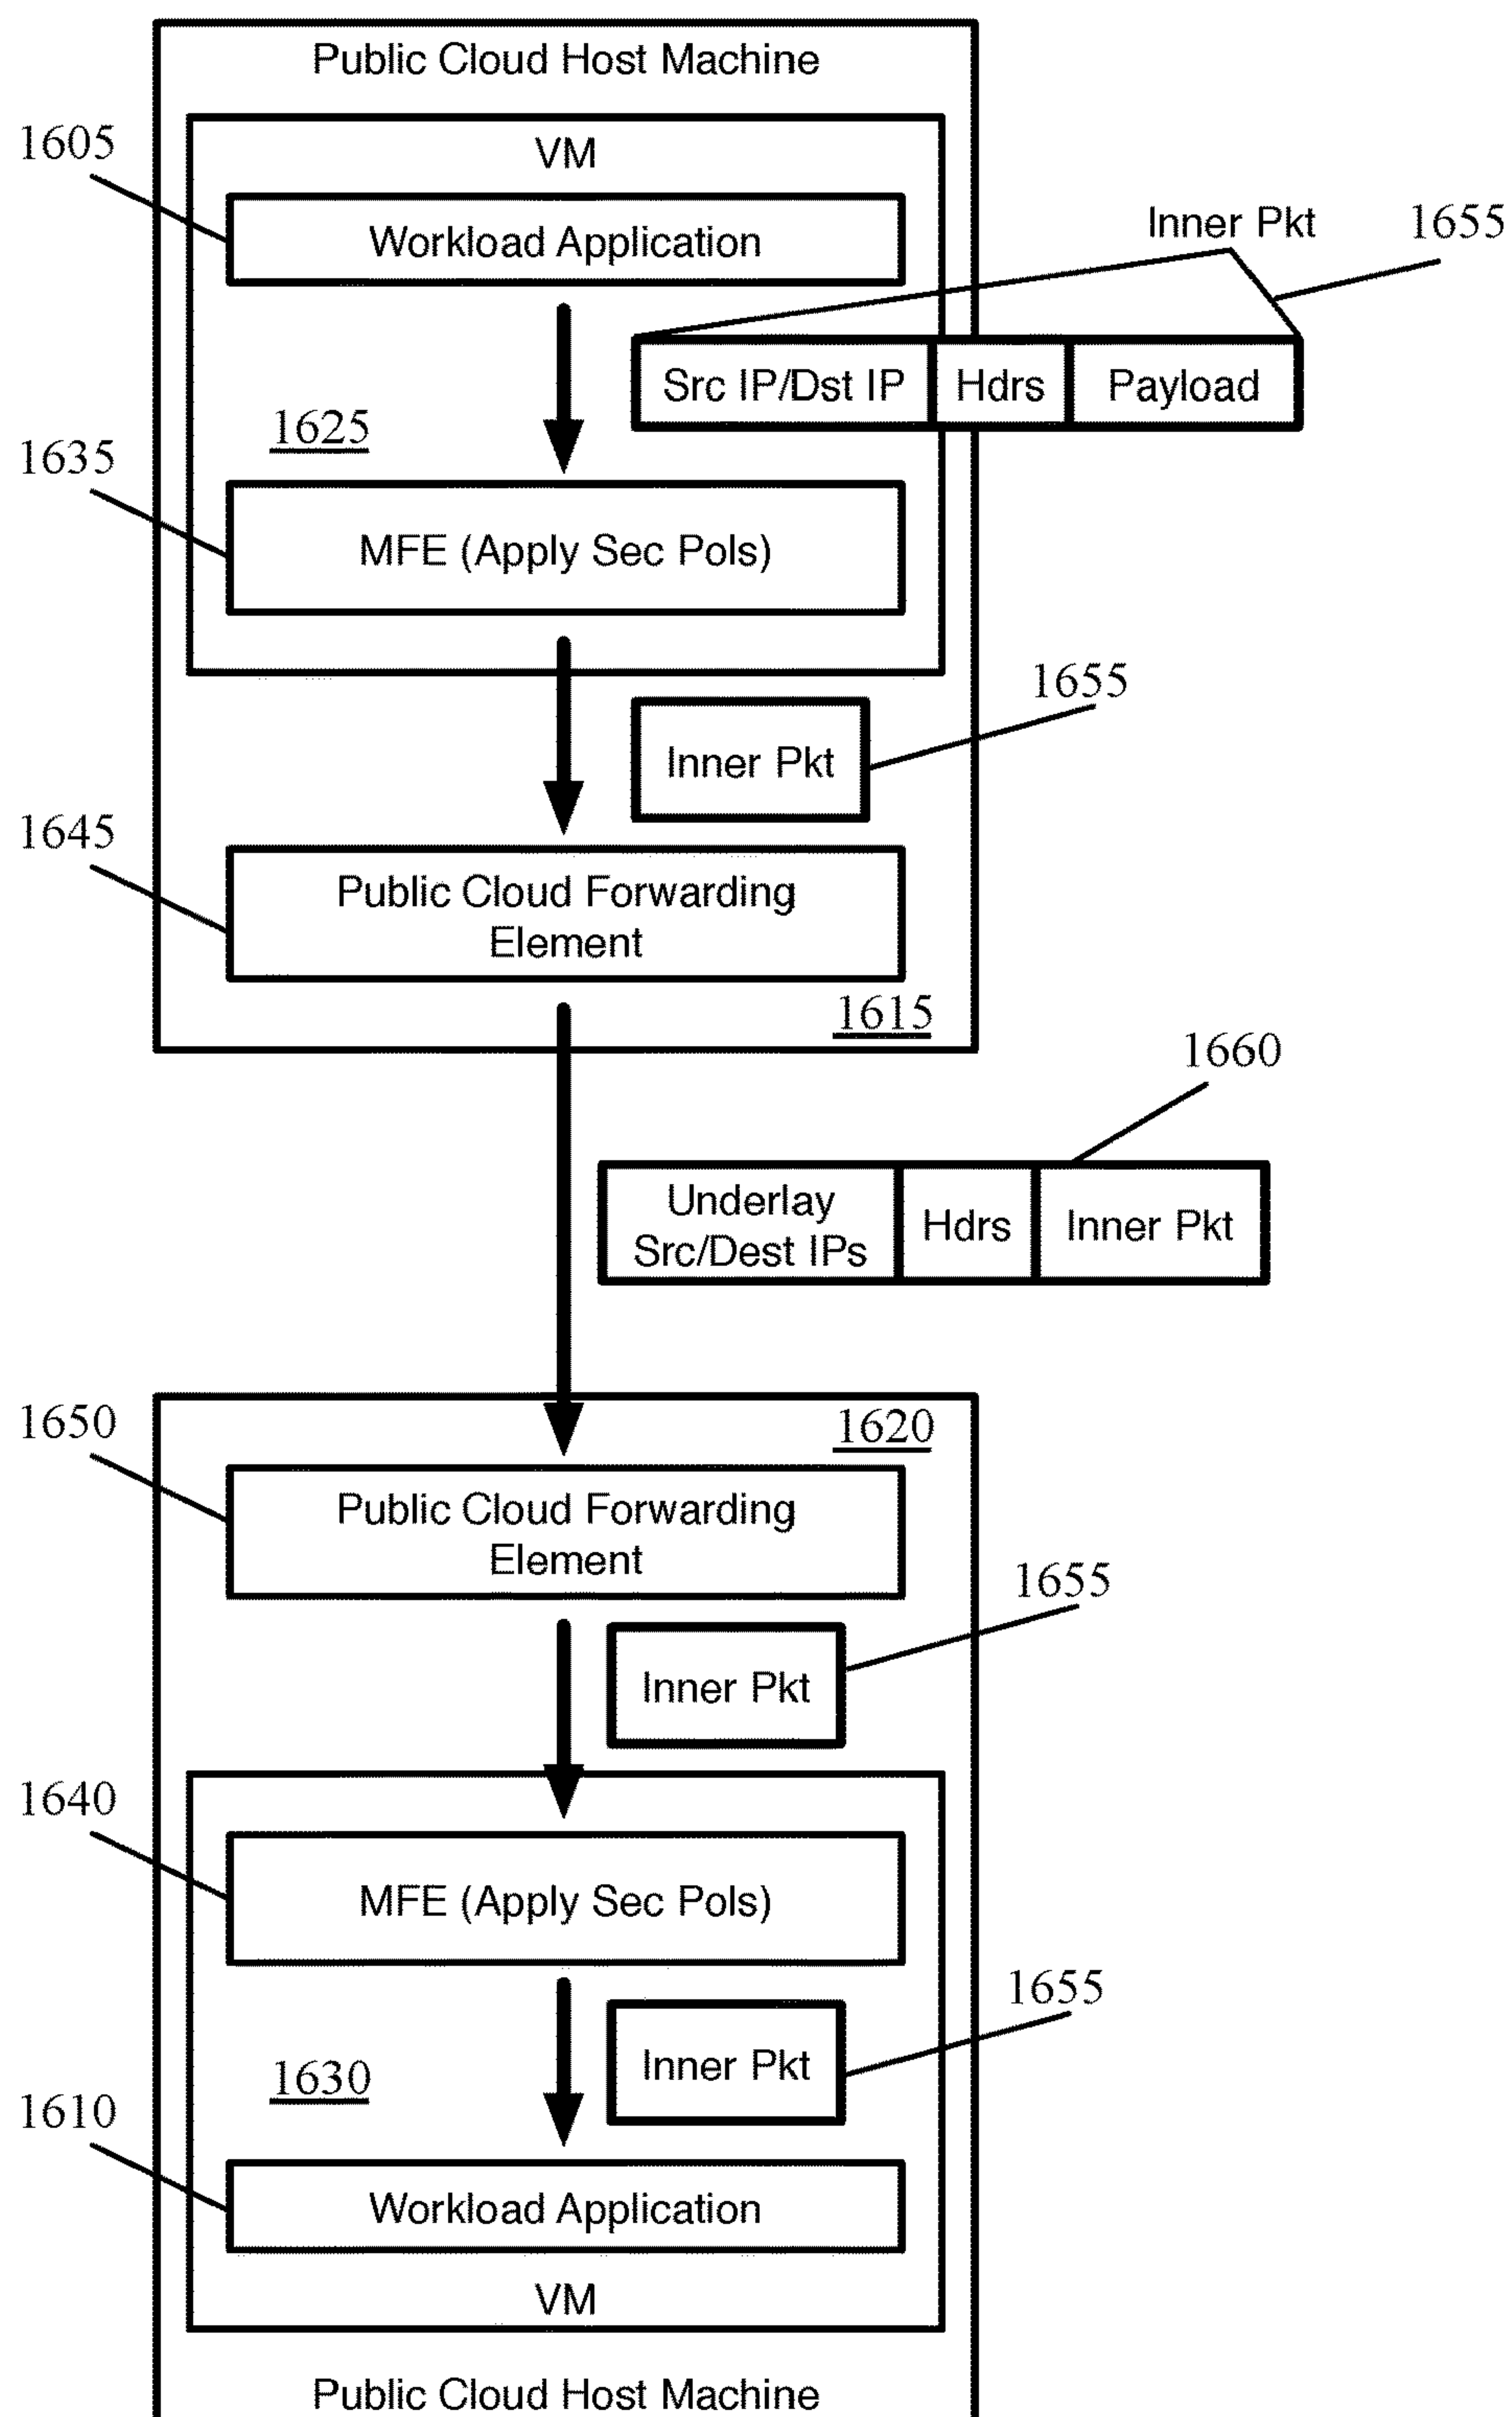 Public Cloud Host Machine
VM
1605
Workload Application
Inner Pkt
1655
Src IP/Dst IP
Hdrs
Payload
1625
1635
MFE (Apply Sec Pols)
1655
Inner Pkt
1645
Public Cloud Forwarding
Element
1615
1660
Underlay
Src/Dest IPs
Hdrs
Inner Pkt
1650
1620
Public Cloud Forwarding
Element
1655
Inner Pkt
1640
MFE (Apply Sec Pols)
1655
Inner Pkt
1630
1610
Workload Application
VM
Public Cloud Host Machine